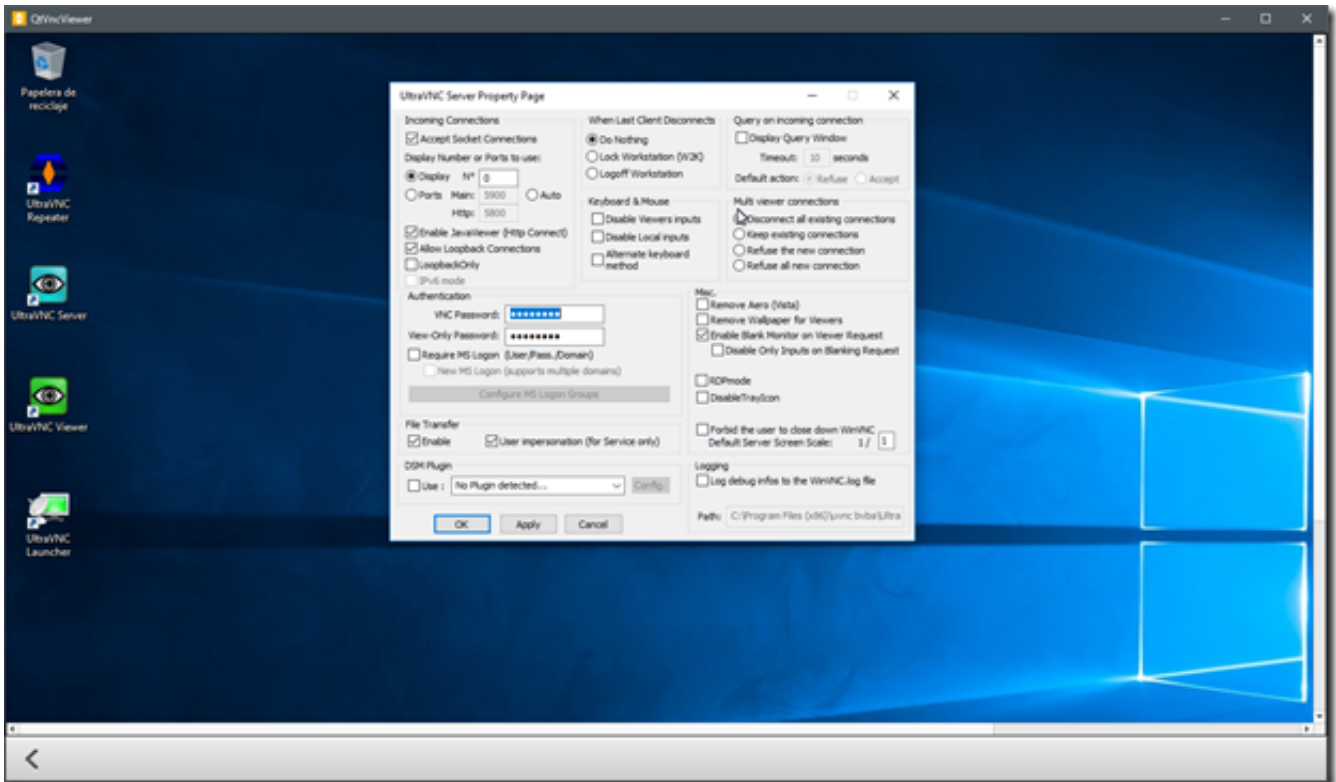 QtVncViewer
Papelera de
reciclaje
UltraVNC
Repeater
UltraVNC Server
UltraVNC Viewer
UltraVNC
Launcher
UltraVNC Server Property Page
Incoming Connections
Accept Socket Connections
Display Number or Ports to use:
Display N° 0
Ports Main: 5900 Auto
Http: 5800
Enable JavaViewer (Http Connect)
Allow Loopback Connections
LoopbackOnly
IPv6 mode
When Last Client Disconnects
Do Nothing
Lock Workstation (W2K)
Logoff Workstation
Keyboard & Mouse
Disable Viewers inputs
Disable Local inputs
Alternate keyboard
method
Query on incoming connection
Display Query Window
Timeout: 10 seconds
Default action: Refuse Accept
Multi viewer connections
Disconnect all existing connections
Keep existing connections
Refuse the new connection
Refuse all new connection
Authentication
VNC Password:
View-Only Password:
Require MS Logon (User/Pass./Domain)
New MS Logon (supports multiple domains)
Configure MS Logon Groups
Misc.
Remove Aero (Vista)
Remove Wallpaper for Viewers
Enable Blank Monitor on Viewer Request
Disable Only Inputs on Blanking Request
RDPmode
DisableTrayIcon
Forbid the user to close down WinVNC
Default Server Screen Scale: 1 / 1
File Transfer
Enable User impersonation (for Service only)
DSM Plugin
Use : No Plugin detected... Config.
Logging
Log debug infos to the WinVNC.log file
Path: C:\Program Files (x86)\uvnc bvba\Ultra
OK Apply Cancel